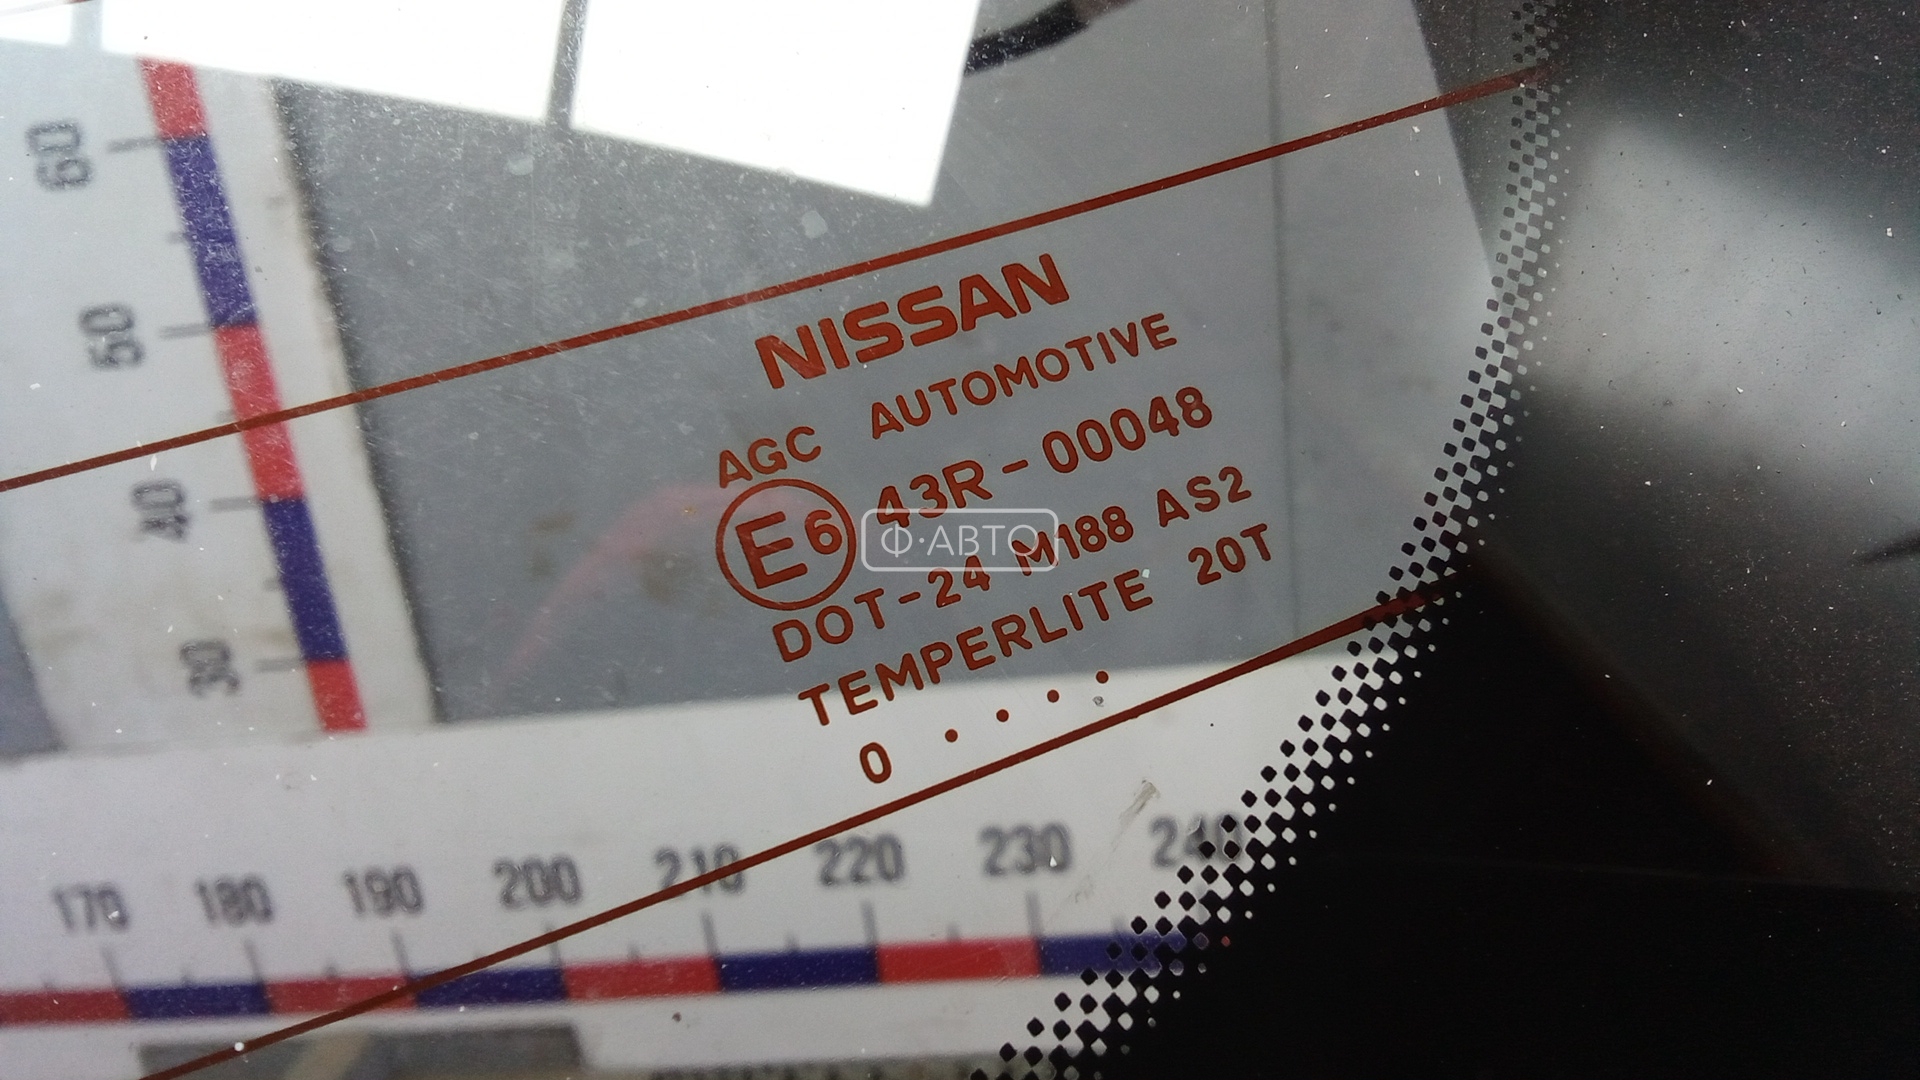 60
50
40
30
NISSAN
AGC AUTOMOTIVE
E6 43R-00048
Ф·АВТО
DOT-24 M188 AS2
TEMPERLITE 20T
0 . . . .
170 180 190 200 210 220 230 240